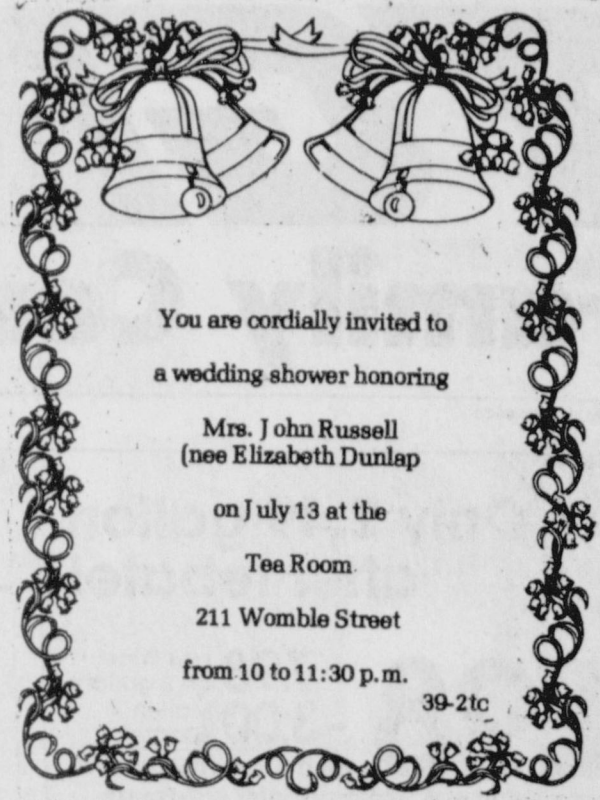 You are cordially invited to
a wedding shower honoring
Mrs. John Russell
(nee Elizabeth Dunlap
on July 13 at the
Tea Room
211 Womble Street
from 10 to 11:30 p.m.
39-2tc